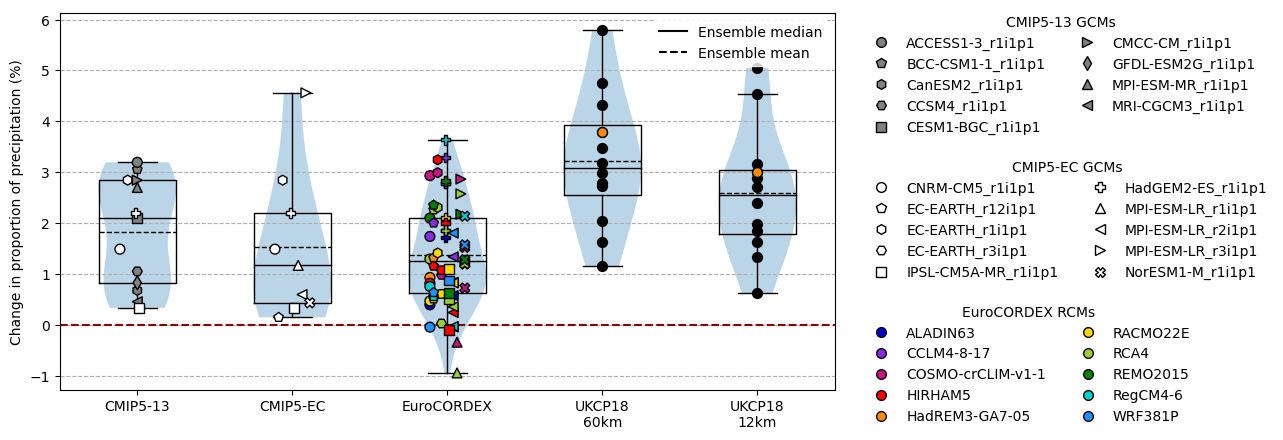 Change in proportion of precipitation (%)
6
5
4
3
2
1
0
−1
Ensemble median
Ensemble mean
CMIP5-13
CMIP5-EC
EuroCORDEX
UKCP18
60km
UKCP18
12km
CMIP5-13 GCMs
ACCESS1-3_r1i1p1
BCC-CSM1-1_r1i1p1
CanESM2_r1i1p1
CCSM4_r1i1p1
CESM1-BGC_r1i1p1
CMCC-CM_r1i1p1
GFDL-ESM2G_r1i1p1
MPI-ESM-MR_r1i1p1
MRI-CGCM3_r1i1p1
CMIP5-EC GCMs
CNRM-CM5_r1i1p1
EC-EARTH_r12i1p1
EC-EARTH_r1i1p1
EC-EARTH_r3i1p1
IPSL-CM5A-MR_r1i1p1
HadGEM2-ES_r1i1p1
MPI-ESM-LR_r1i1p1
MPI-ESM-LR_r2i1p1
MPI-ESM-LR_r3i1p1
NorESM1-M_r1i1p1
EuroCORDEX RCMs
ALADIN63
CCLM4-8-17
COSMO-crCLIM-v1-1
HIRHAM5
HadREM3-GA7-05
RACMO22E
RCA4
REMO2015
RegCM4-6
WRF381P